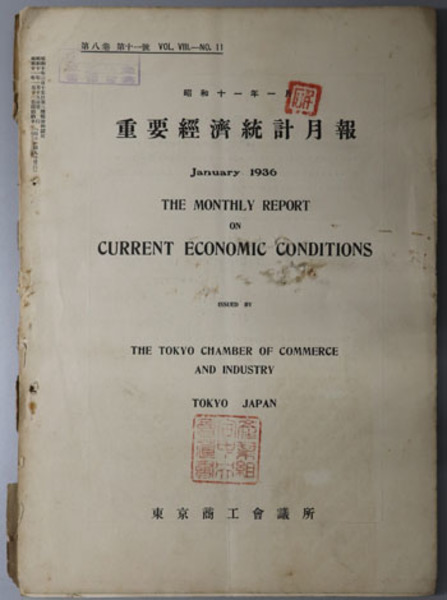 第八卷 第十一號 VOL. VIII.—NO. 11
昭和十一年一月
重要經濟統計月報
January 1936
THE MONTHLY REPORT
ON
CURRENT ECONOMIC CONDITIONS
ISSUED BY
THE TOKYO CHAMBER OF COMMERCE
AND INDUSTRY
TOKYO JAPAN
東京商工會議所